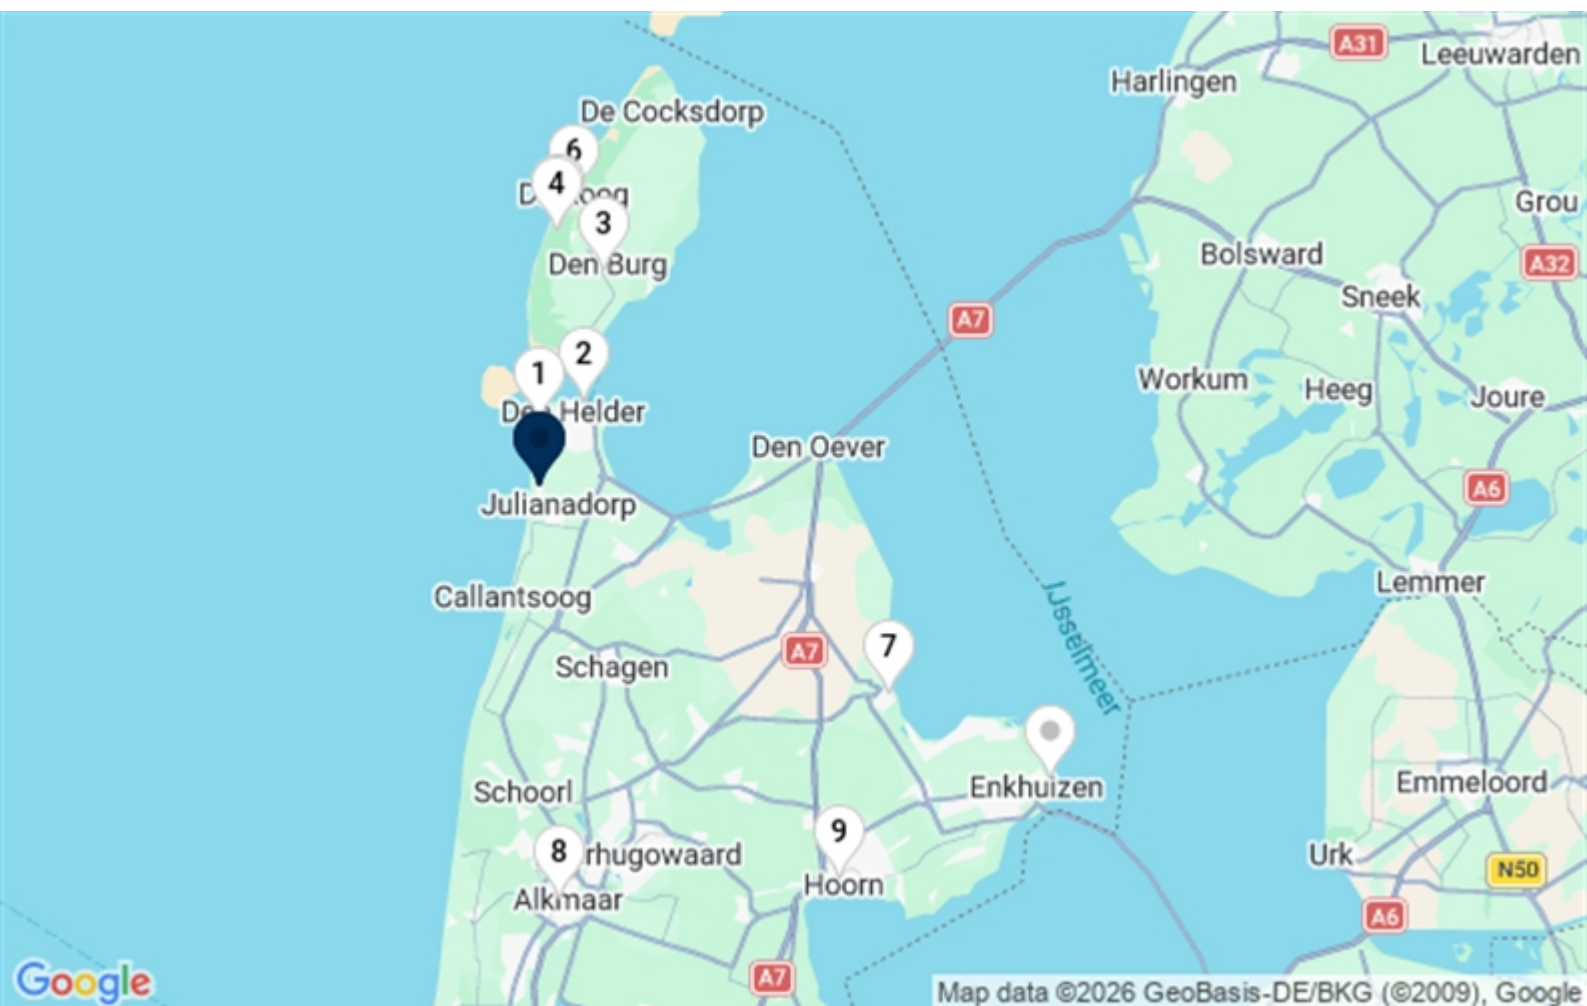 A31
Leeuwarden
Harlingen
De Cocksdorp
6
4
3
Den Burg
Grou
Bolsward
A32
Sneek
A7
2
1
Workum
Heeg
Joure
Den Helder
Den Oever
A6
Julianadorp
Lemmer
Callantsoog
IJsselmeer
7
A7
Schagen
Enkhuizen
Emmeloord
Schoorl
9
8
rhugowaard
Urk
N50
Hoorn
Alkmaar
A6
A7
Google
Map data ©2026 GeoBasis-DE/BKG (©2009), Google